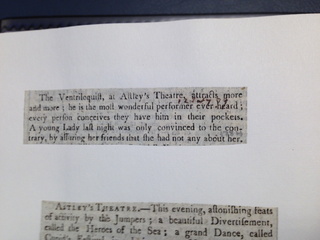 The Ventriloquist, at Astley's Theatre, attracts more
and more; he is the most wonderful performer ever heard;
every person conceives they have him in their pockets.
A young Lady last night was only convinced to the con-
trary, by assuring her friends that she had not any about her.
ASTLEY'S THEATRE.—This evening, astonishing feats
of activity by the Jumpers; a beautiful Divertisement,
called the Heroes of the Sea; a grand Dance, called